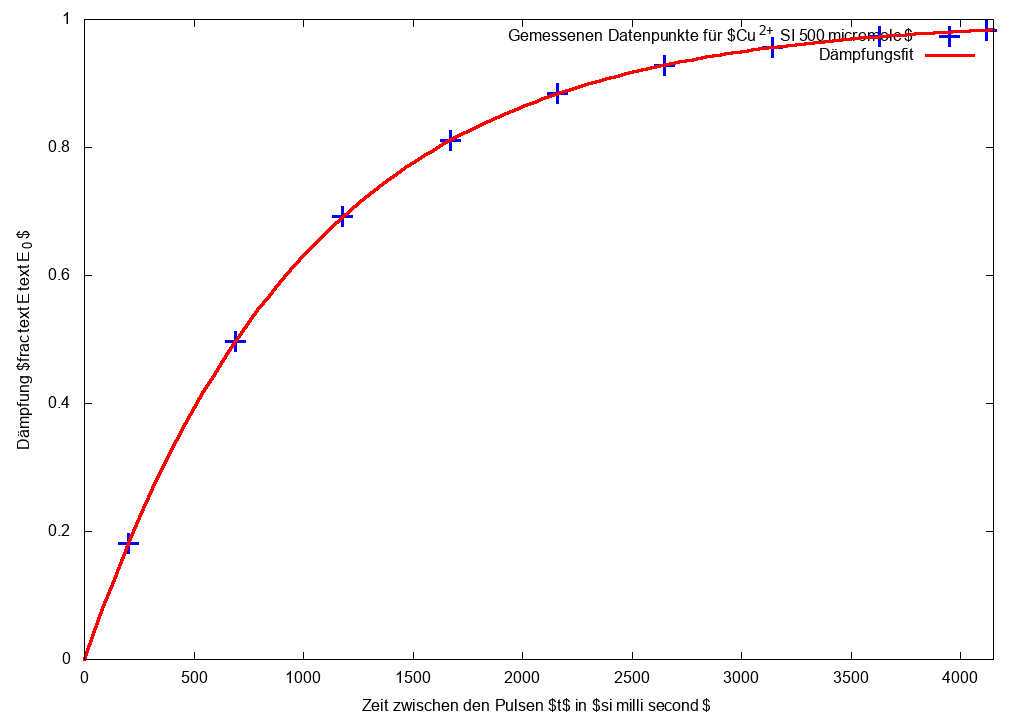 Gemessenen Datenpunkte für $Cu 2+ SI 500 micromole $
Dämpfungsfit
1
0.8
0.6
0.4
0.2
0
Dämpfung $frac text E text E 0 $
0 500 1000 1500 2000 2500 3000 3500 4000
Zeit zwischen den Pulsen $t$ in $si milli second $